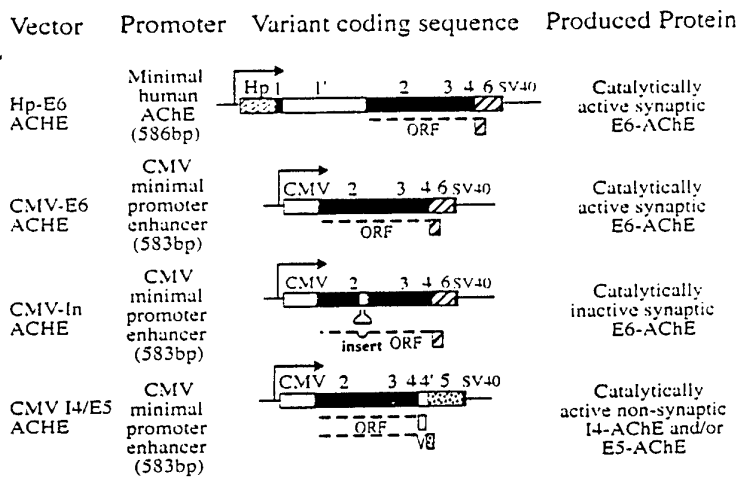 Vector Promoter Variant coding sequence Produced Protein
Hp-E6
ACHE
Minimal
human
AChE
(586bp)
Hp 1 1' 2 3 4 6 SV40
ORF
Catalytically
active synaptic
E6-AChE
CMV-E6
ACHE
CMV
minimal
promoter
enhancer
(583bp)
CMV 2 3 4 6 SV40
ORF
Catalytically
active synaptic
E6-AChE
CMV-In
ACHE
CMV
minimal
promoter
enhancer
(583bp)
CMV 2 3 4 6 SV40
insert ORF
Catalytically
inactive synaptic
E6-AChE
CMV I4/E5
ACHE
CMV
minimal
promoter
enhancer
(583bp)
CMV 2 3 4 4' 5 SV40
ORF
Catalytically
active non-synaptic
I4-AChE and/or
E5-AChE